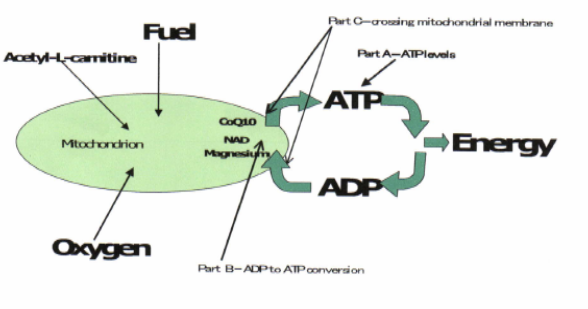 Part C-crossing mitochondrial membrane
Fuel
Acetyl-L-carnitine
Part A-ATP levels
ATP
CoQ10
Mitochondrion
NAD
Magnesium
Energy
ADP
Oxygen
Part B-ADP to ATP conversion